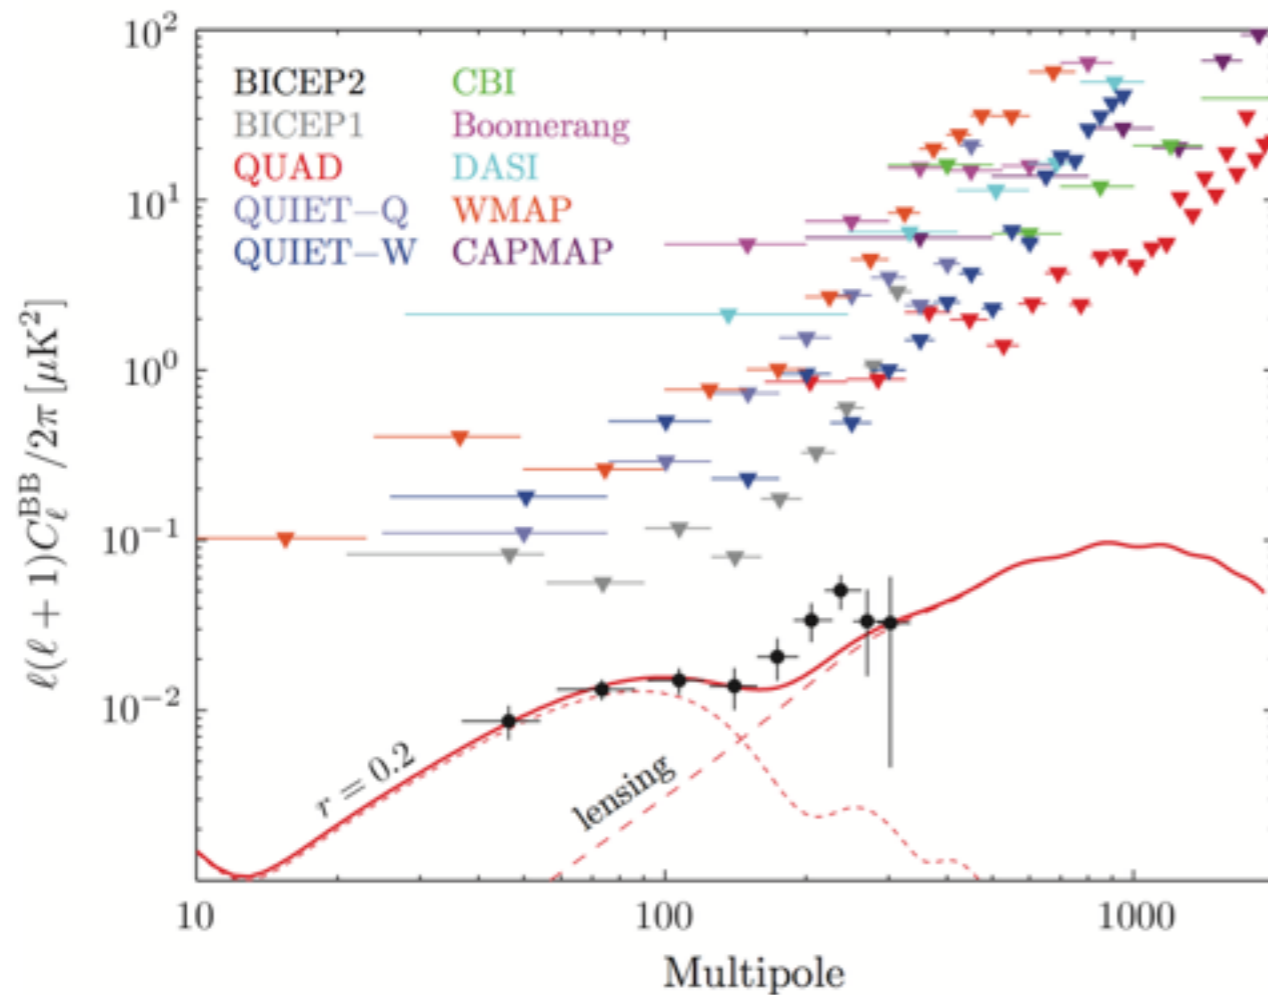 10²
10¹
10⁰
10⁻¹
10⁻²
ℓ(ℓ + 1)C_ℓ^BB/2π [μK²]
BICEP2
BICEP1
QUAD
QUIET−Q
QUIET−W
CBI
Boomerang
DASI
WMAP
CAPMAP
r = 0.2
lensing
10
100
1000
Multipole